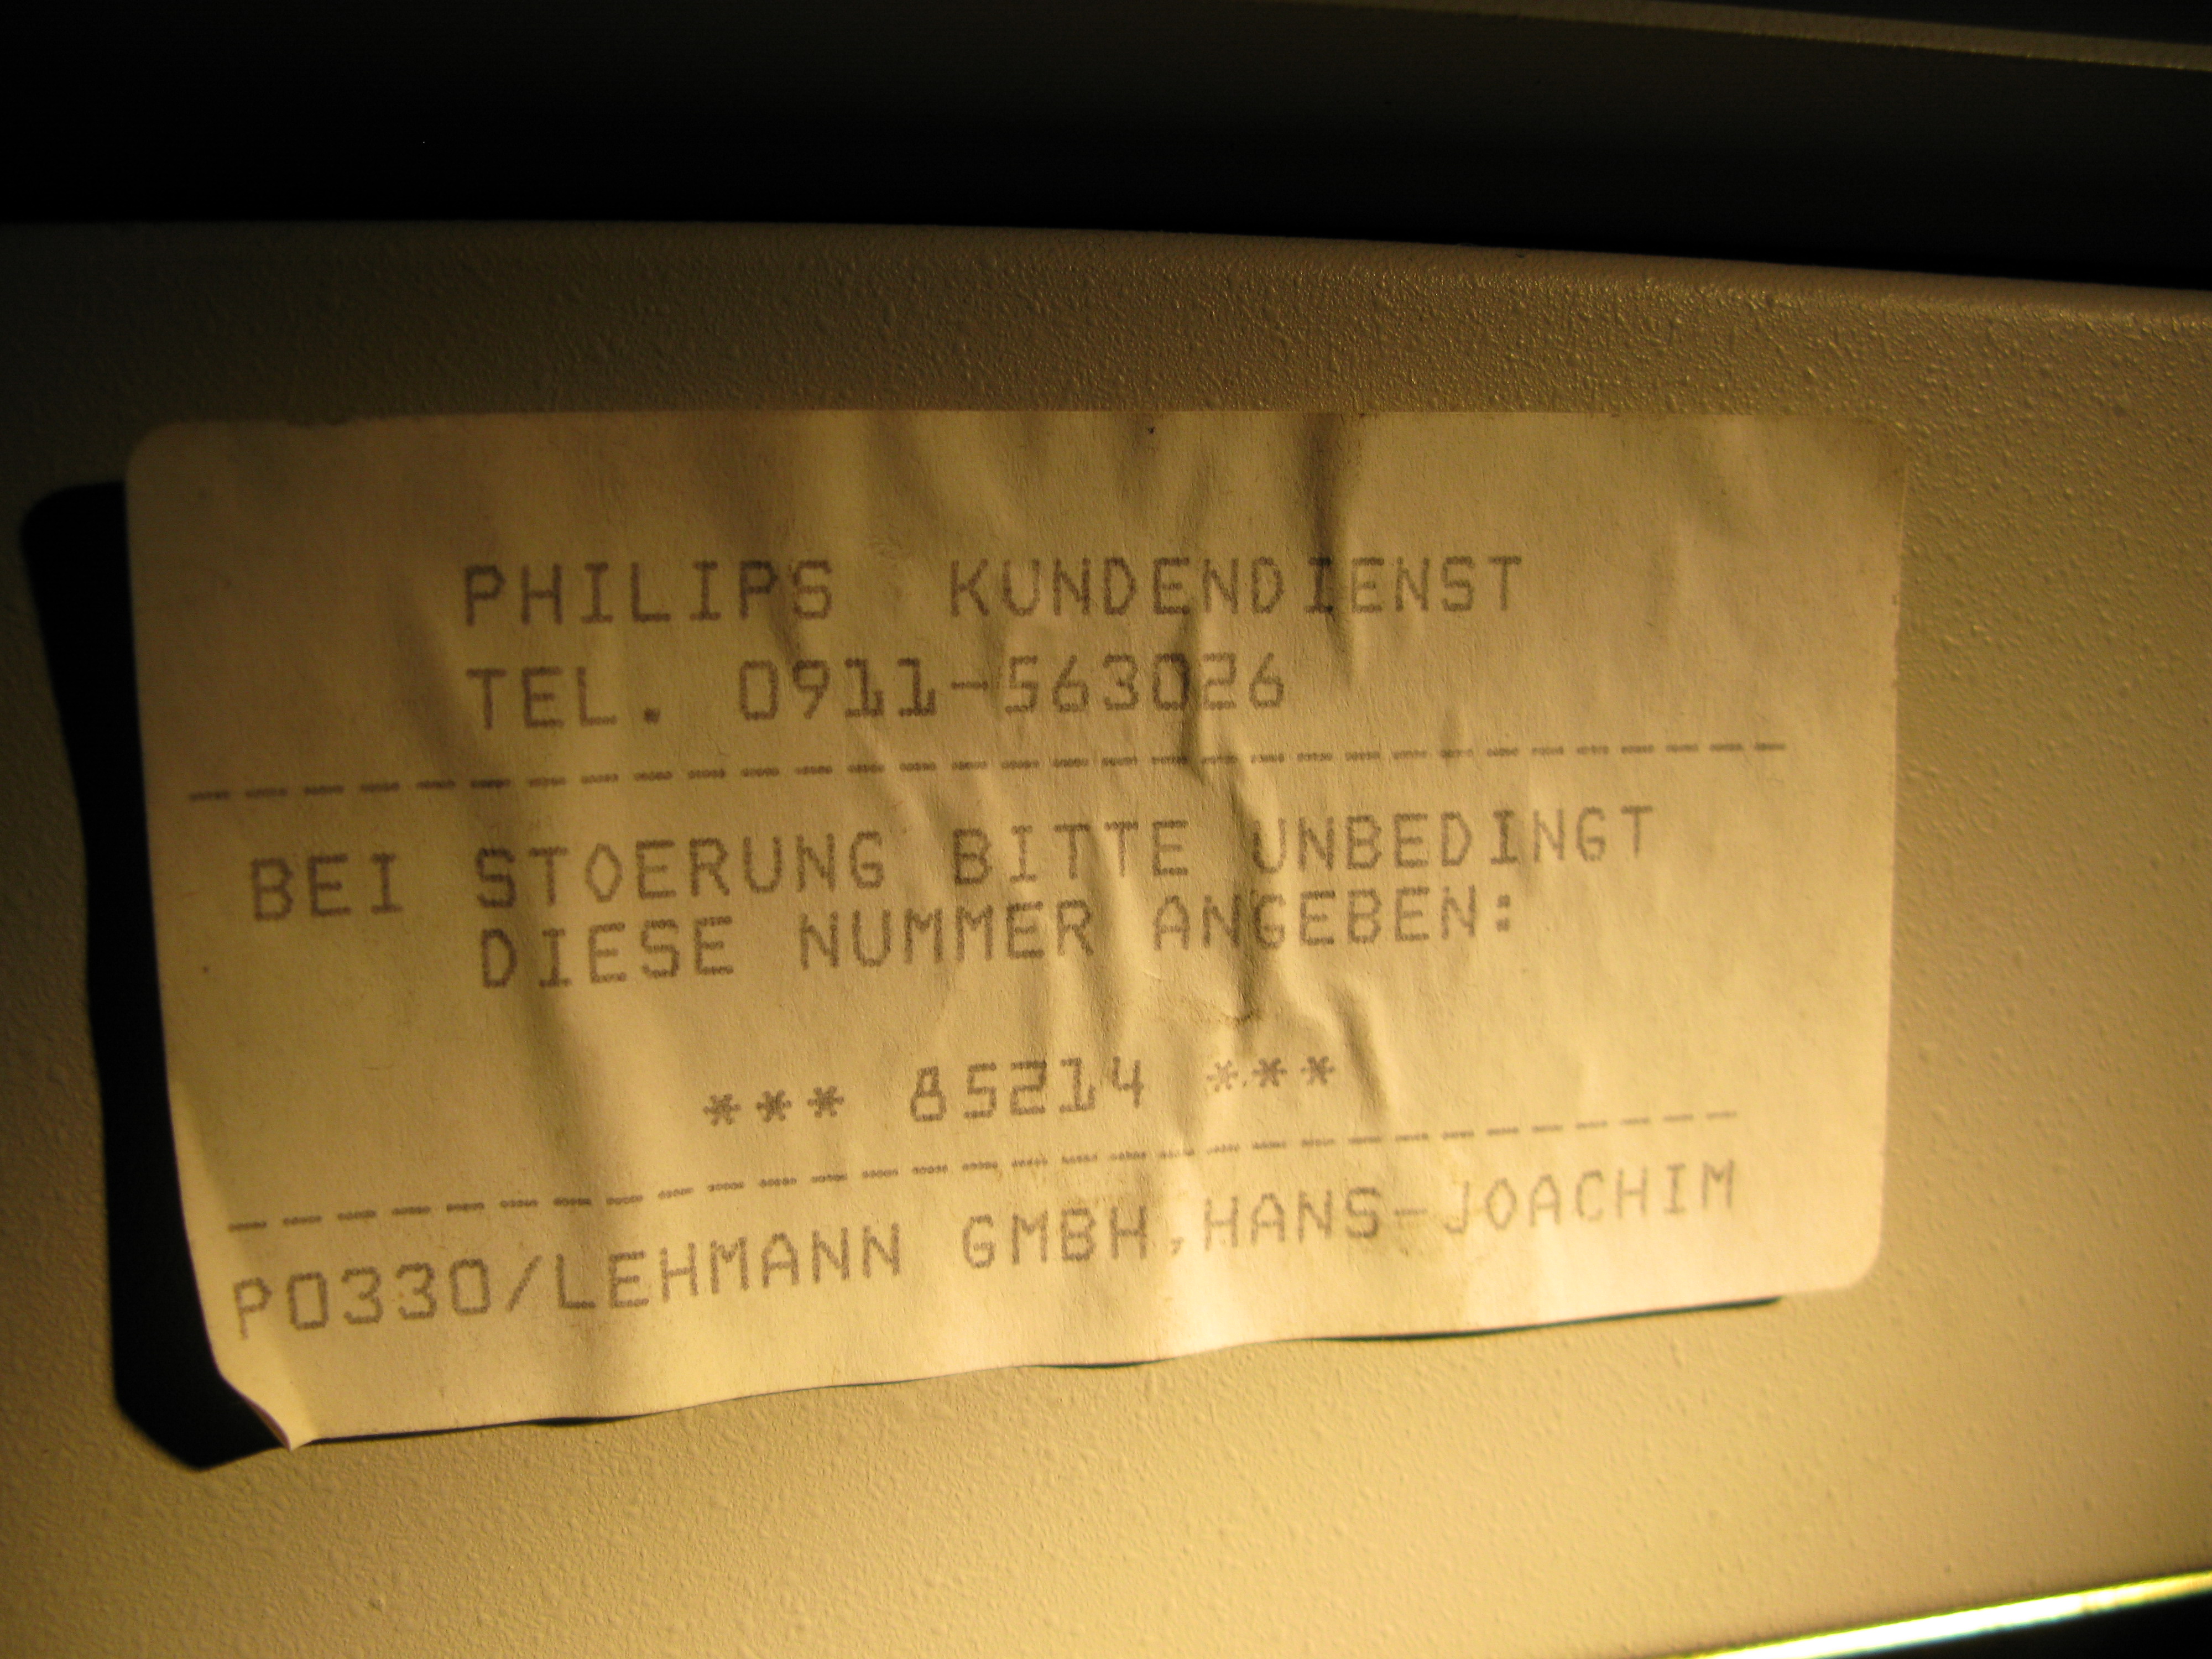 PHILIPS KUNDENDIENST
TEL. 0911-563026
------------------------------
BEI STOERUNG BITTE UNBEDINGT
DIESE NUMMER ANGEBEN:
*** 85214 ***
------------------------------
P0330/LEHMANN GMBH,HANS-JOACHIM